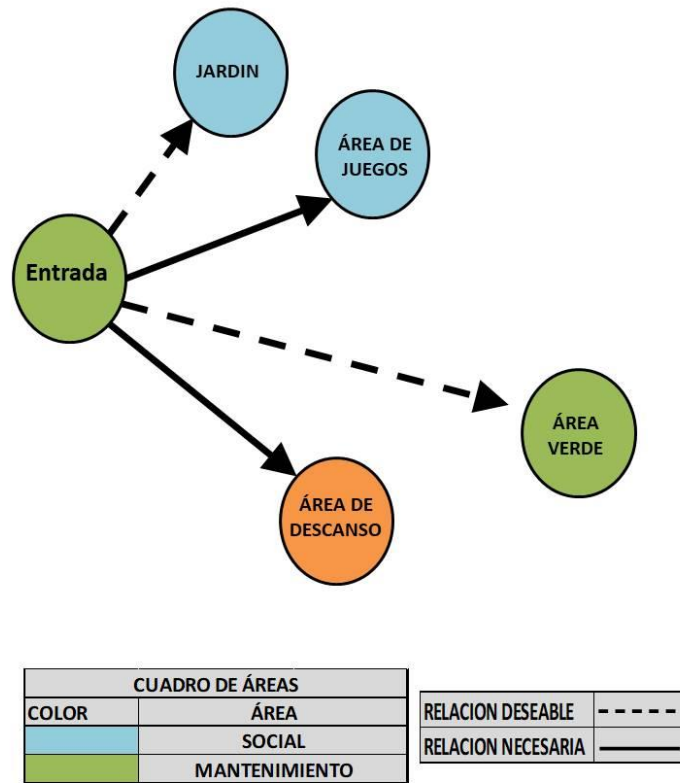 JARDIN
ÁREA DE
JUEGOS
Entrada
ÁREA
VERDE
ÁREA DE
DESCANSO
CUADRO DE ÁREAS
COLOR ÁREA
SOCIAL
MANTENIMIENTO
RELACION DESEABLE
RELACION NECESARIA